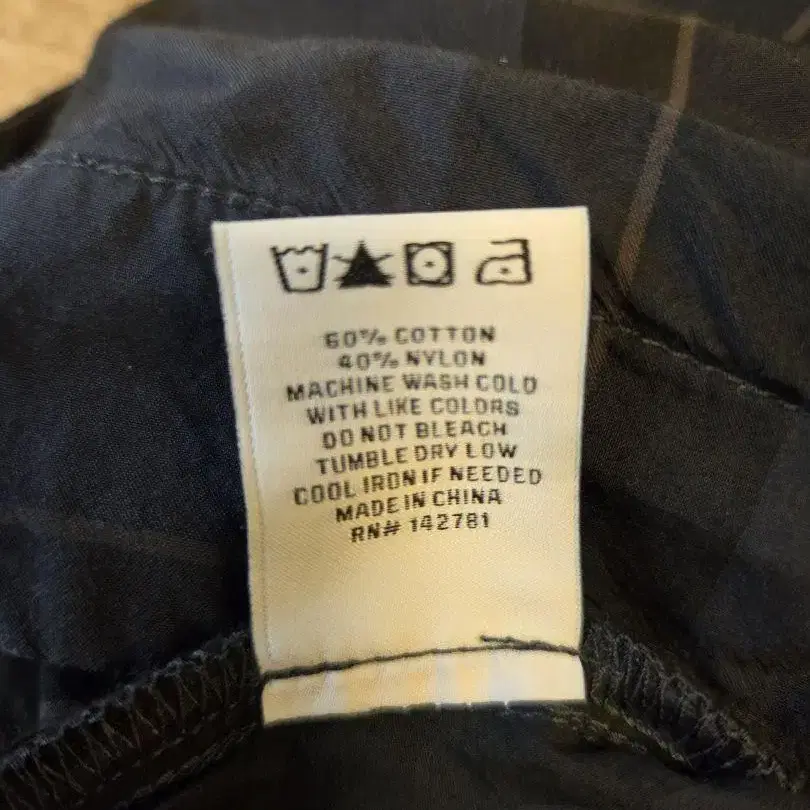 60% COTTON
40% NYLON
MACHINE WASH COLD
WITH LIKE COLORS
DO NOT BLEACH
TUMBLE DRY LOW
COOL IRON IF NEEDED
MADE IN CHINA
RN# 142781